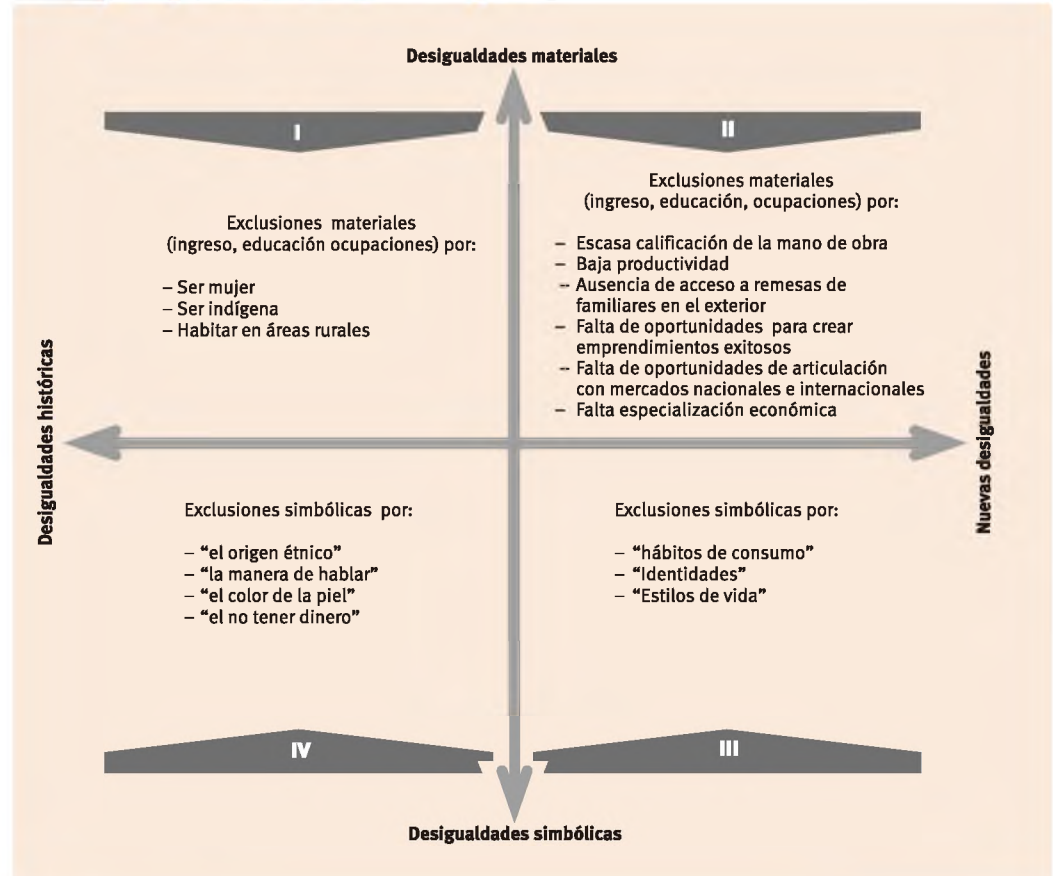 Desigualdades materiales
I
Exclusiones materiales
(ingreso, educación ocupaciones) por:
– Ser mujer
– Ser indígena
– Habitar en áreas rurales
II
Exclusiones materiales
(ingreso, educación, ocupaciones) por:
– Escasa calificación de la mano de obra
– Baja productividad
– Ausencia de acceso a remesas de
familiares en el exterior
– Falta de oportunidades para crear
emprendimientos exitosos
– Falta de oportunidades de articulación
con mercados nacionales e internacionales
– Falta especialización económica
Desigualdades históricas
Nuevas desigualdades
Exclusiones simbólicas por:
– “el origen étnico”
– “la manera de hablar”
– “el color de la piel”
– “el no tener dinero”
IV
Exclusiones simbólicas por:
– “hábitos de consumo”
– “Identidades”
– “Estilos de vida”
III
Desigualdades simbólicas